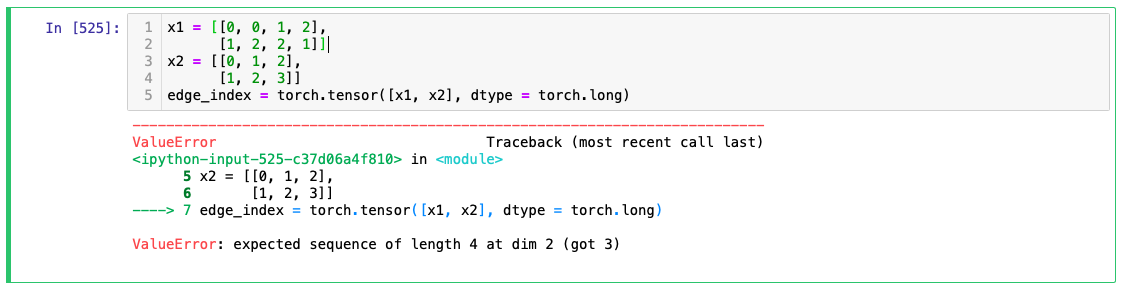 In [525]:
1 x1 = [[0, 0, 1, 2],
2 [1, 2, 2, 1]]
3 x2 = [[0, 1, 2],
4 [1, 2, 3]]
5 edge_index = torch.tensor([x1, x2], dtype = torch.long)
---------------------------------------------------------------------------
ValueError Traceback (most recent call last)
<ipython-input-525-c37d06a4f810> in <module>
5 x2 = [[0, 1, 2],
6 [1, 2, 3]]
----> 7 edge_index = torch.tensor([x1, x2], dtype = torch.long)
ValueError: expected sequence of length 4 at dim 2 (got 3)